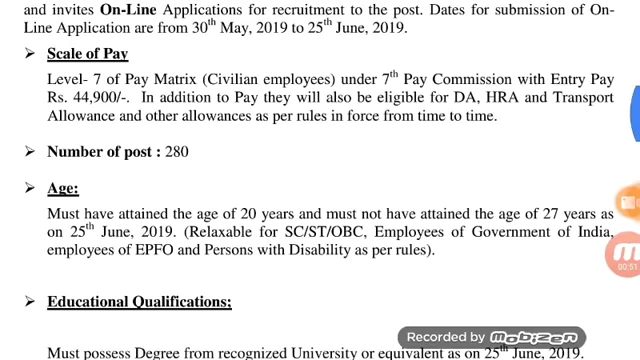 and invites On-Line Applications for recruitment to the post. Dates for submission of On-
Line Application are from 30th May, 2019 to 25th June, 2019.
➢ Scale of Pay
Level- 7 of Pay Matrix (Civilian employees) under 7th Pay Commission with Entry Pay
Rs. 44,900/-. In addition to Pay they will also be eligible for DA, HRA and Transport
Allowance and other allowances as per rules in force from time to time.
➢ Number of post : 280
➢ Age:
Must have attained the age of 20 years and must not have attained the age of 27 years as
on 25th June, 2019. (Relaxable for SC/ST/OBC, Employees of Government of India,
employees of EPFO and Persons with Disability as per rules).
➢ Educational Qualifications:
Must possess Degree from recognized University or equivalent as on 25th June, 2019.
M
00:51
Recorded by Mobizen